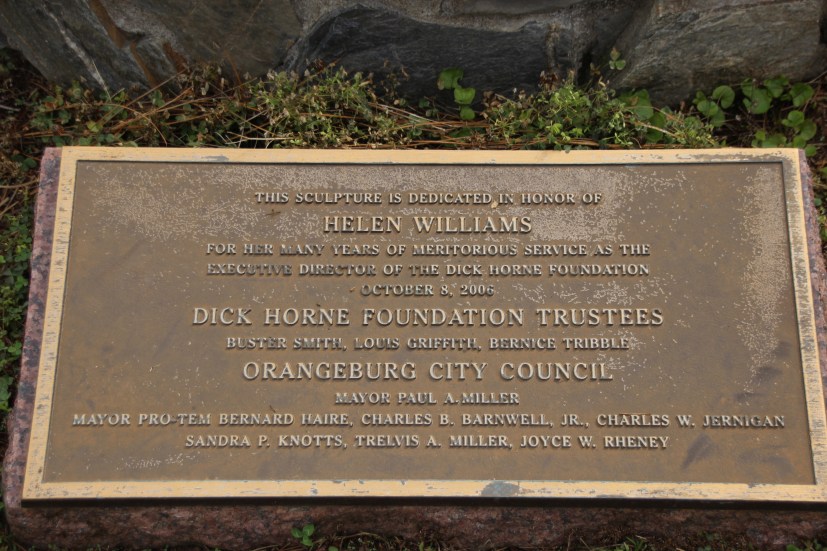 THIS SCULPTURE IS DEDICATED IN HONOR OF
HELEN WILLIAMS
FOR HER MANY YEARS OF MERITORIOUS SERVICE AS THE
EXECUTIVE DIRECTOR OF THE DICK HORNE FOUNDATION
OCTOBER 8, 2006
DICK HORNE FOUNDATION TRUSTEES
BUSTER SMITH, LOUIS GRIFFITH, BERNICE TRIBBLE
ORANGEBURG CITY COUNCIL
MAYOR PAUL A. MILLER
MAYOR PRO-TEM BERNARD HAIRE, CHARLES B. BARNWELL, JR., CHARLES W. JERNIGAN
SANDRA P. KNOTTS, TRELVIS A. MILLER, JOYCE W. RHENEY